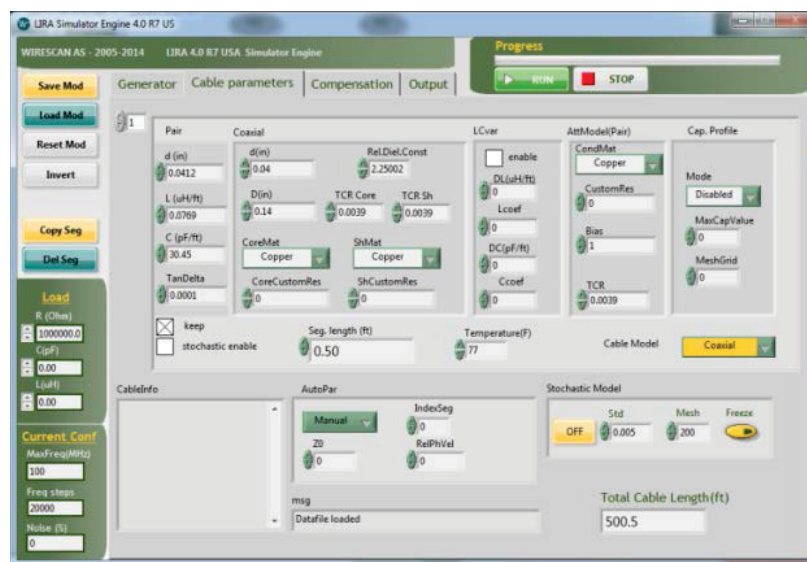 LIRA Simulator Engine 4.0 R7 US
WIRESCAN AS - 2005-2014 LIRA 4.0 R7 USA Simulator Engine
Progress
RUN
STOP
Save Mod
Load Mod
Reset Mod
Invert
Copy Seg
Del Seg
Generator Cable parameters Compensation Output
1
Pair
d (in)
0.0412
L (uH/ft)
0.0769
C (pF/ft)
30.45
TanDelta
0.0001
Coaxial
d(in)
0.04
Rel.Diel.Const
2.25002
D(in)
0.14
TCR Core
0.0039
TCR Sh
0.0039
CoreMat
Copper
ShMat
Copper
CoreCustomRes
0
ShCustomRes
0
LCvar
enable
DL(uH/ft)
0
Lcoef
0
DC(pF/ft)
0
Ccoef
0
AttModel(Pair)
CondMat
Copper
CustomRes
0
Bias
1
TCR
0.0039
Cap. Profile
Mode
Disabled
MaxCapValue
0
MeshGrid
0
keep
stochastic enable
Seg. length (ft)
0.50
Temperature(F)
77
Cable Model
Coaxial
Load
R (Ohm)
1000000.0
C(pF)
0.00
L(uH)
0.00
Current Conf
MaxFreq(MHz)
100
Freq steps
20000
Noise (%)
0
CableInfo
AutoPar
Manual
IndexSeg
0
Z0
0
RelPhVel
0
msg
Datafile loaded
Stochastic Model
OFF
Std
0.005
Mesh
200
Freeze
Total Cable Length(ft)
500.5